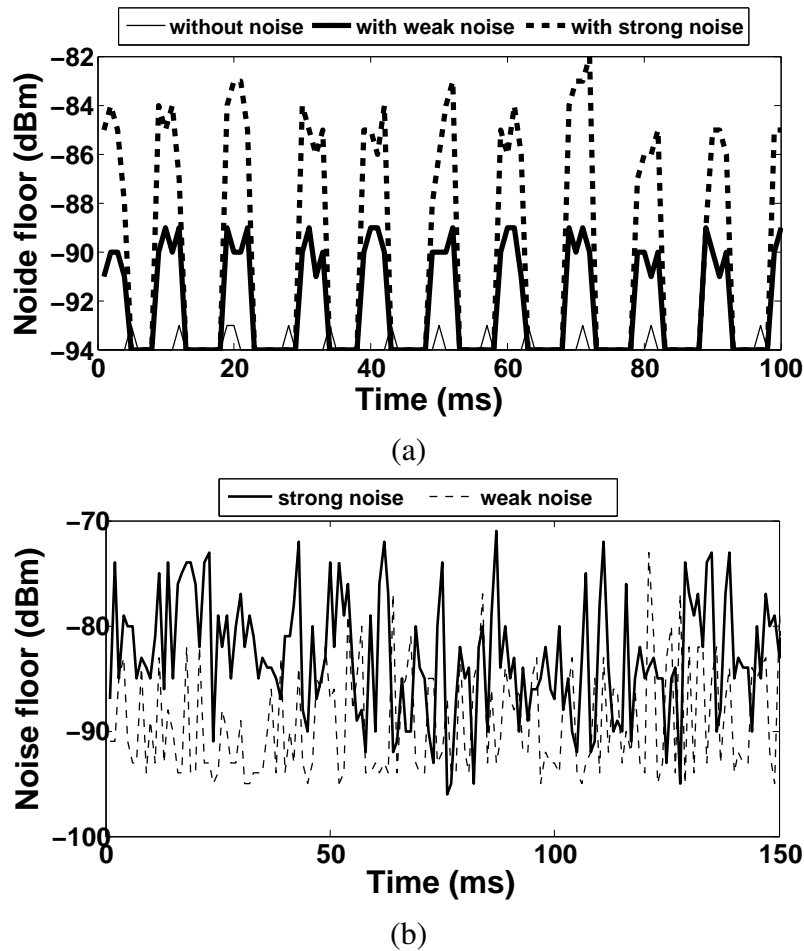 without noise with weak noise with strong noise
−82
−84
−86
−88
−90
−92
−94
Noide floor (dBm)
0 20 40 60 80 100
Time (ms)
(a)
strong noise weak noise
−70
−80
−90
−100
Noise floor (dBm)
0 50 100 150
Time (ms)
(b)